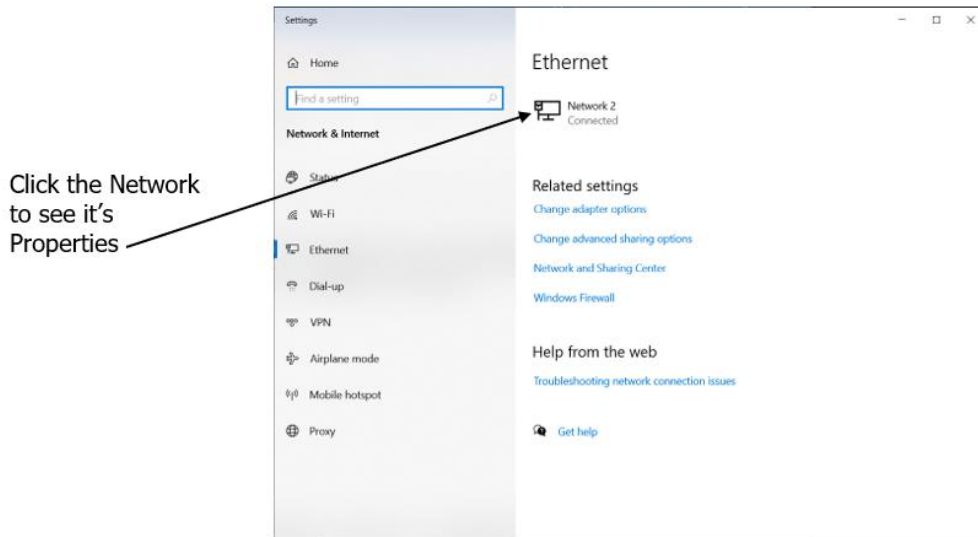 Settings
Home
Find a setting
Network & Internet
Status
Wi-Fi
Ethernet
Dial-up
VPN
Airplane mode
Mobile hotspot
Proxy
Click the Network
to see it's
Properties
Ethernet
Network 2
Connected
Related settings
Change adapter options
Change advanced sharing options
Network and Sharing Center
Windows Firewall
Help from the web
Troubleshooting network connection issues
Get help